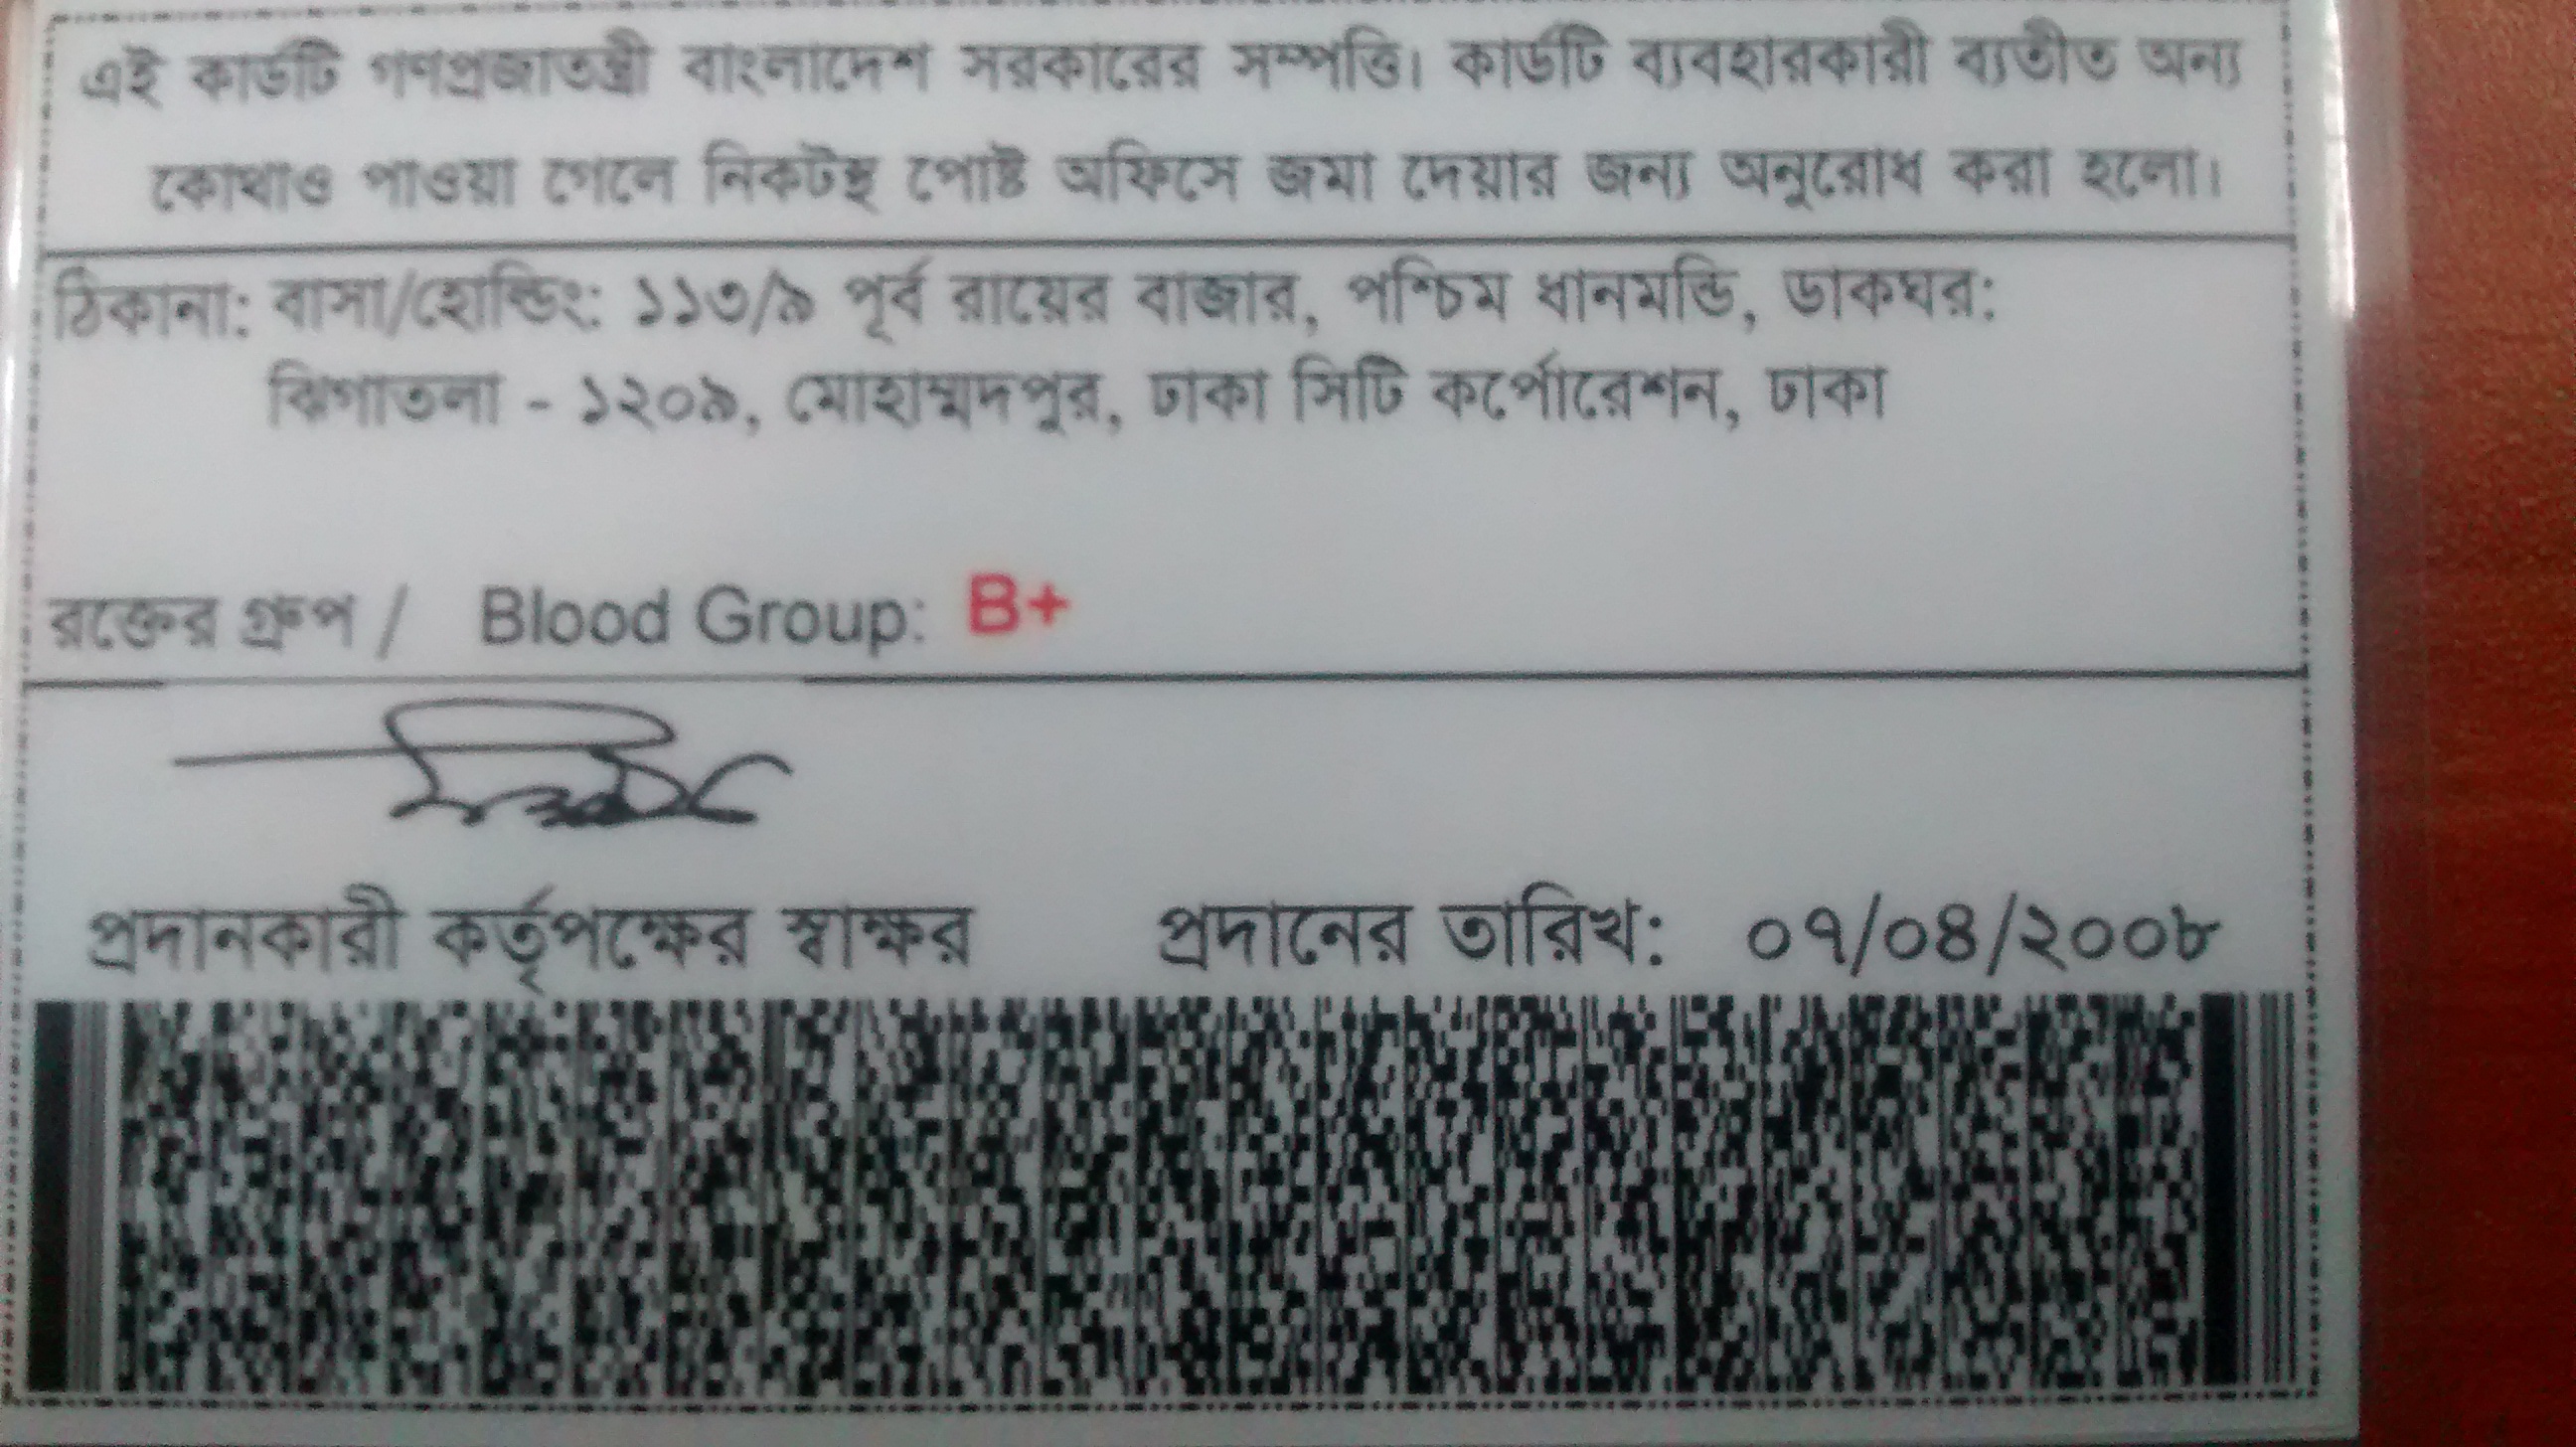 এই কার্ডটি গণপ্রজাতন্ত্রী বাংলাদেশ সরকারের সম্পত্তি। কার্ডটি ব্যবহারকারী ব্যতীত অন্য
কোথাও পাওয়া গেলে নিকটস্থ পোষ্ট অফিসে জমা দেয়ার জন্য অনুরোধ করা হলো।
ঠিকানা: বাসা/হোল্ডিং: ১১৩/৯ পূর্ব রায়ের বাজার, পশ্চিম ধানমন্ডি, ডাকঘর:
ঝিগাতলা - ১২০৯, মোহাম্মদপুর, ঢাকা সিটি কর্পোরেশন, ঢাকা
রক্তের গ্রুপ / Blood Group: B+
প্রদানকারী কর্তৃপক্ষের স্বাক্ষর প্রদানের তারিখ: ০৭/০৪/২০০৮